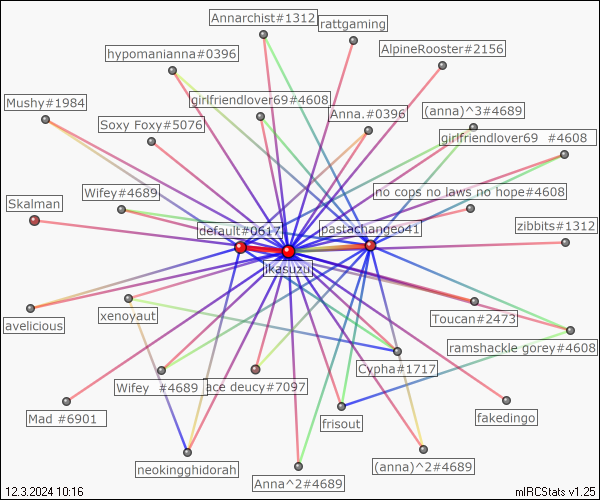 Annarchist#1312
rattgaming
hypomanianna#0396
AlpineRooster#2156
Mushy#1984
girlfriendlover69#4608
Anna.#0396
(anna)^3#4689
Soxy Foxy#5076
girlfriendlover69  #4608
Wifey#4689
no cops no laws no hope#4608
Skalman
default#0617
pastachangeo41
zibbits#1312
ikasuzu
avelicious
xenoyaut
Toucan#2473
ramshackle gorey#4608
Cypha#1717
Wifey  #4689
ace deucy#7097
Mad #6901
frisout
fakedingo
neokingghidorah
Anna^2#4689
(anna)^2#4689
12.3.2024 10:16
mIRCStats v1.25